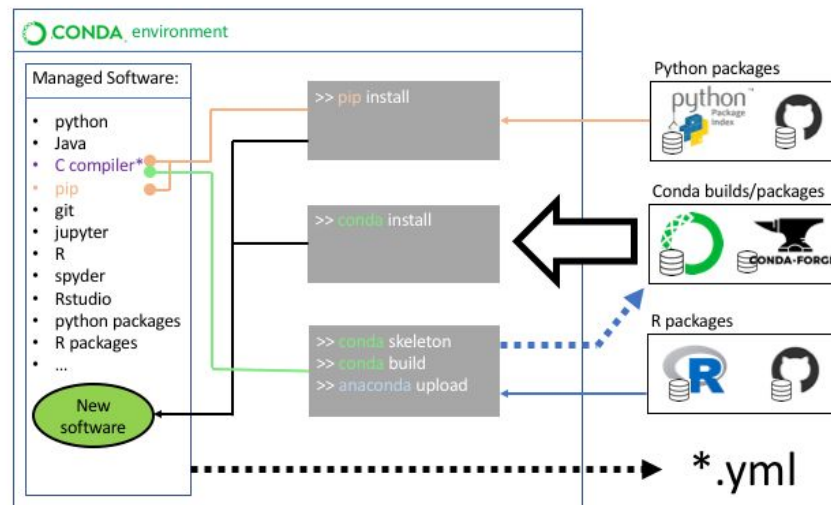 CONDA environment
Managed Software:
• python
• Java
• C compiler*
• pip
• git
• jupyter
• R
• spyder
• Rstudio
• python packages
• R packages
• ...
New
software
>> pip install
>> conda install
>> conda skeleton
>> conda build
>> anaconda upload
Python packages
python™
Package
Index
Conda builds/packages
CONDA-FORGE
R packages
R
*.yml